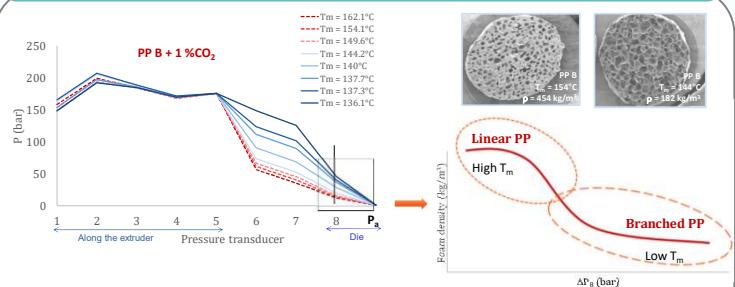 PP B + 1 %CO₂
Tm = 162.1°C
Tm = 154.1°C
Tm = 149.6°C
Tm = 144.2°C
Tm = 140°C
Tm = 137.7°C
Tm = 137.3°C
Tm = 136.1°C
P (bar)
250
200
150
100
50
0
1 2 3 4 5 6 7 8 Pₐ
Along the extruder
Pressure transducer
Die
PP B
Tₘ = 154°C
ρ = 454 kg/m³
PP B
Tₘ = 144°C
ρ = 182 kg/m³
Foam density (kg/m³)
Linear PP
High Tₘ
Branched PP
Low Tₘ
ΔP₈ (bar)